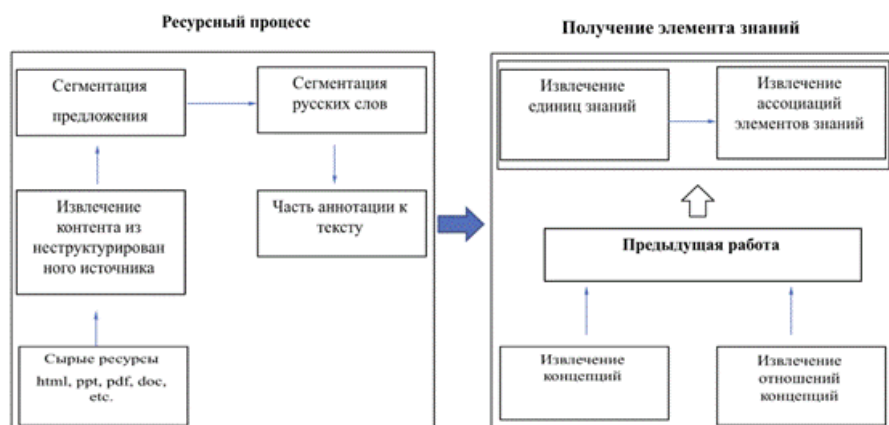 Ресурсный процесс
Сегментация
предложения
Сегментация
русских слов
Извлечение
контента из
неструктурирован
ного источника
Часть аннотации к
тексту
Сырые ресурсы
html, ppt, pdf, doc,
etc.
Получение элемента знаний
Извлечение
единиц знаний
Извлечение
ассоциаций
элементов знаний
Предыдущая работа
Извлечение
концепций
Извлечение
отношений
концепций